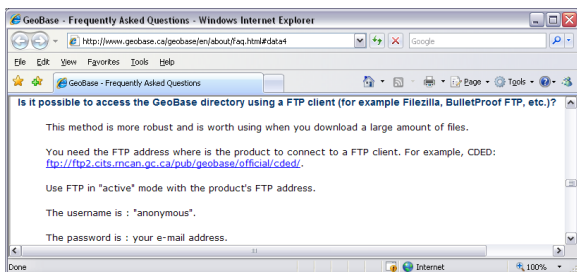 GeoBase - Frequently Asked Questions - Windows Internet Explorer
http://www.geobase.ca/geobase/en/about/faq.html#data4
Google
File Edit View Favorites Tools Help
GeoBase - Frequently Asked Questions
Page Tools
Is it possible to access the GeoBase directory using a FTP client (for example Filezilla, BulletProof FTP, etc.)?
This method is more robust and is worth using when you download a large amount of files.
You need the FTP address where is the product to connect to a FTP client. For example, CDED:
ftp://ftp2.cits.rncan.gc.ca/pub/geobase/official/cded/.
Use FTP in "active" mode with the product's FTP address.
The username is : "anonymous".
The password is : your e-mail address.
Done Internet 100%